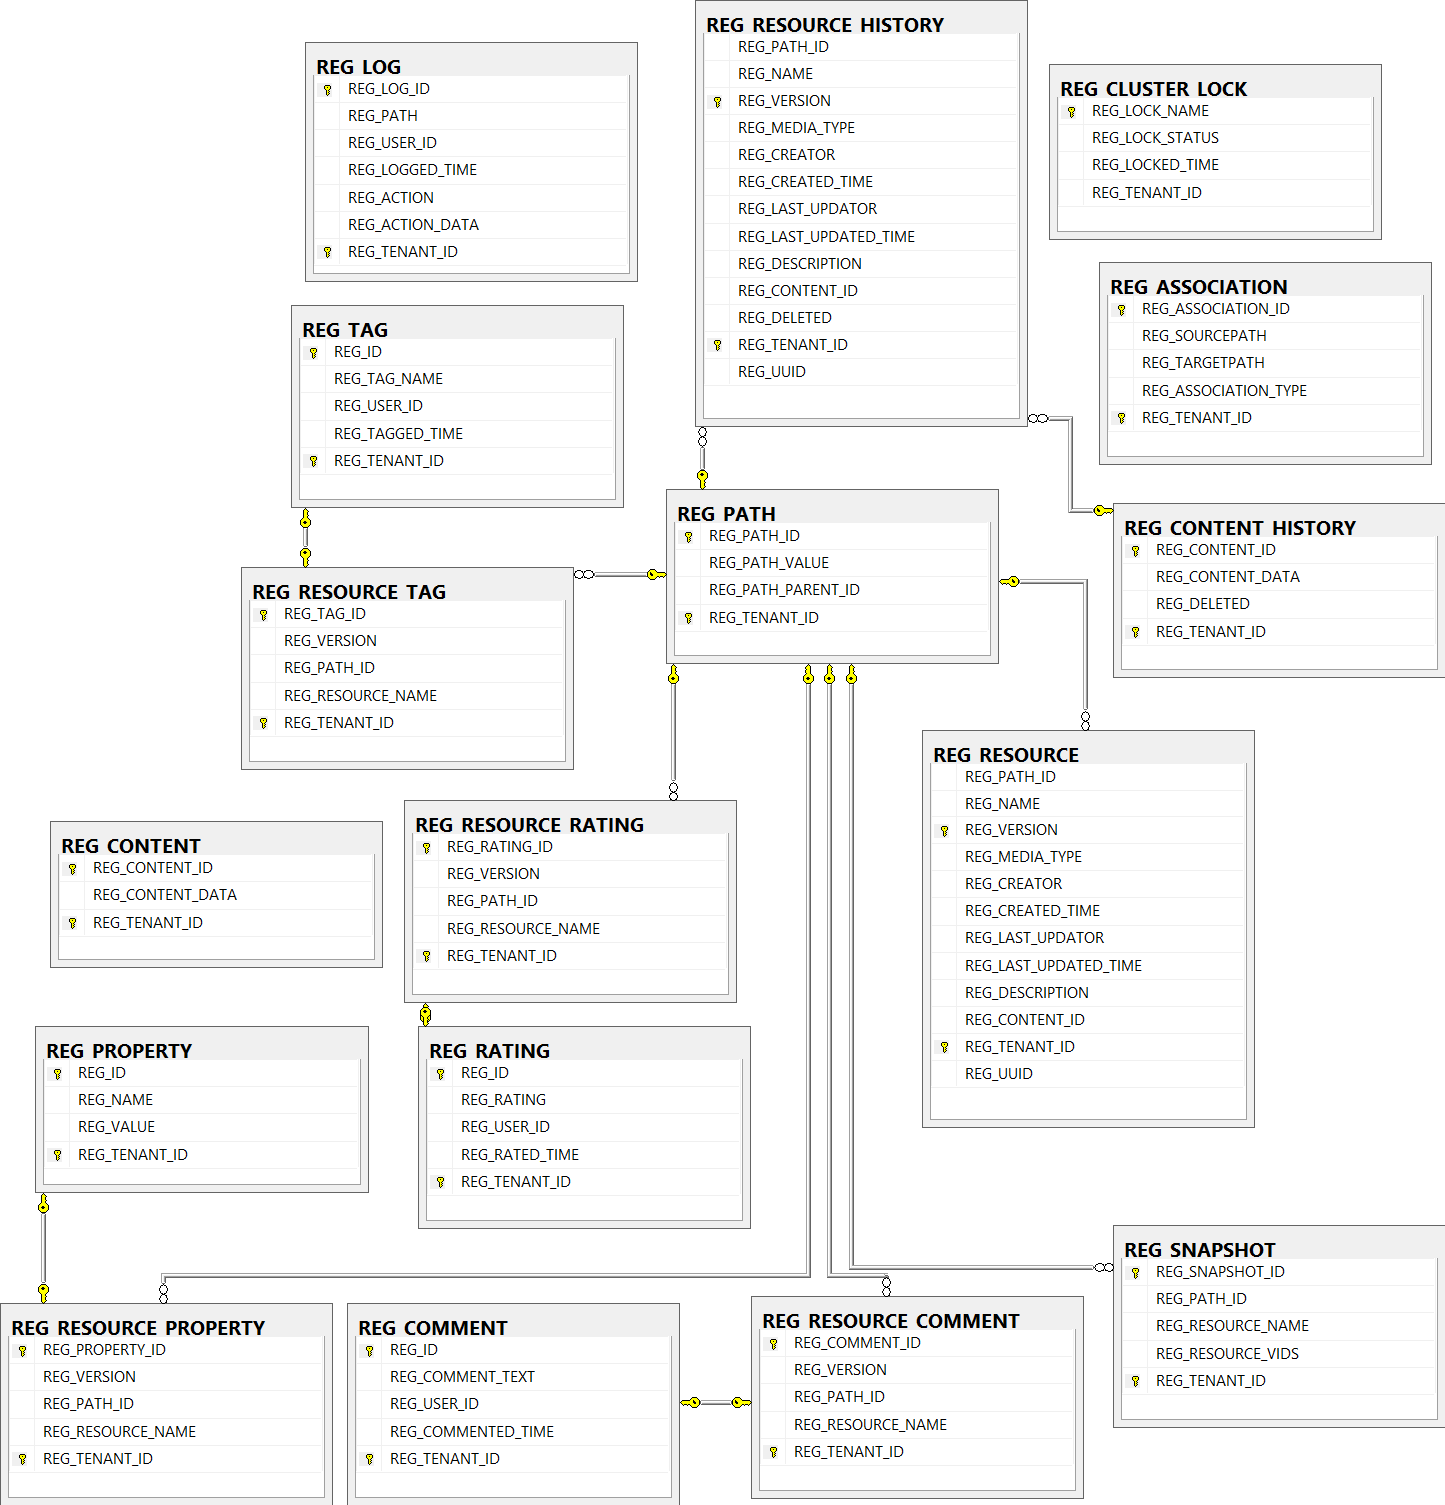 REG_LOG
REG_LOG_ID
REG_PATH
REG_USER_ID
REG_LOGGED_TIME
REG_ACTION
REG_ACTION_DATA
REG_TENANT_ID
REG_RESOURCE_HISTORY
REG_PATH_ID
REG_NAME
REG_VERSION
REG_MEDIA_TYPE
REG_CREATOR
REG_CREATED_TIME
REG_LAST_UPDATOR
REG_LAST_UPDATED_TIME
REG_DESCRIPTION
REG_CONTENT_ID
REG_DELETED
REG_TENANT_ID
REG_UUID
REG_CLUSTER_LOCK
REG_LOCK_NAME
REG_LOCK_STATUS
REG_LOCKED_TIME
REG_TENANT_ID
REG_ASSOCIATION
REG_ASSOCIATION_ID
REG_SOURCEPATH
REG_TARGETPATH
REG_ASSOCIATION_TYPE
REG_TENANT_ID
REG_TAG
REG_ID
REG_TAG_NAME
REG_USER_ID
REG_TAGGED_TIME
REG_TENANT_ID
REG_PATH
REG_PATH_ID
REG_PATH_VALUE
REG_PATH_PARENT_ID
REG_TENANT_ID
REG_CONTENT_HISTORY
REG_CONTENT_ID
REG_CONTENT_DATA
REG_DELETED
REG_TENANT_ID
REG_RESOURCE_TAG
REG_TAG_ID
REG_VERSION
REG_PATH_ID
REG_RESOURCE_NAME
REG_TENANT_ID
REG_RESOURCE
REG_PATH_ID
REG_NAME
REG_VERSION
REG_MEDIA_TYPE
REG_CREATOR
REG_CREATED_TIME
REG_LAST_UPDATOR
REG_LAST_UPDATED_TIME
REG_DESCRIPTION
REG_CONTENT_ID
REG_TENANT_ID
REG_UUID
REG_CONTENT
REG_CONTENT_ID
REG_CONTENT_DATA
REG_TENANT_ID
REG_RESOURCE_RATING
REG_RATING_ID
REG_VERSION
REG_PATH_ID
REG_RESOURCE_NAME
REG_TENANT_ID
REG_PROPERTY
REG_ID
REG_NAME
REG_VALUE
REG_TENANT_ID
REG_RATING
REG_ID
REG_RATING
REG_USER_ID
REG_RATED_TIME
REG_TENANT_ID
REG_RESOURCE_PROPERTY
REG_PROPERTY_ID
REG_VERSION
REG_PATH_ID
REG_RESOURCE_NAME
REG_TENANT_ID
REG_COMMENT
REG_ID
REG_COMMENT_TEXT
REG_USER_ID
REG_COMMENTED_TIME
REG_TENANT_ID
REG_RESOURCE_COMMENT
REG_COMMENT_ID
REG_VERSION
REG_PATH_ID
REG_RESOURCE_NAME
REG_TENANT_ID
REG_SNAPSHOT
REG_SNAPSHOT_ID
REG_PATH_ID
REG_RESOURCE_NAME
REG_RESOURCE_VIDS
REG_TENANT_ID